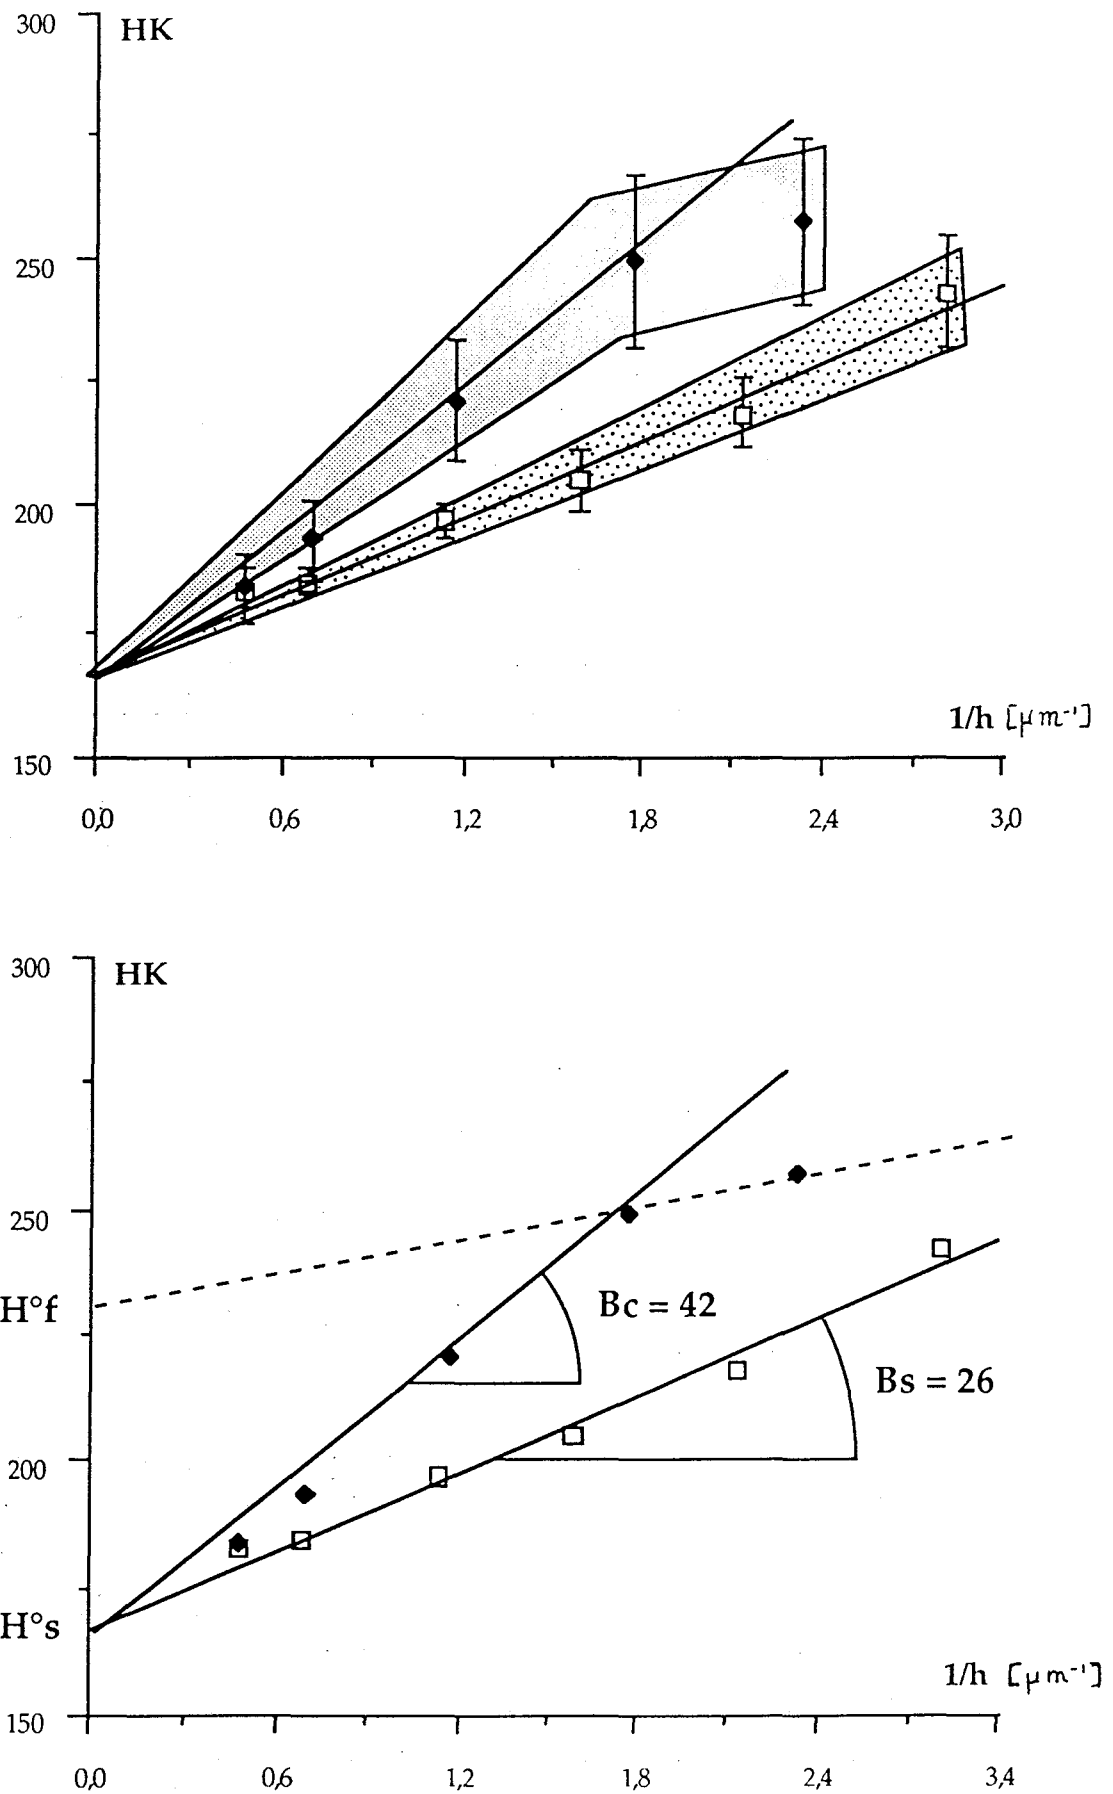 300
HK
250
200
1/h [μm⁻¹]
150
0,0 0,6 1,2 1,8 2,4 3,0
300
HK
250
H°f
Bc = 42
Bs = 26
200
H°s
1/h [μm⁻¹]
150
0,0 0,6 1,2 1,8 2,4 3,4